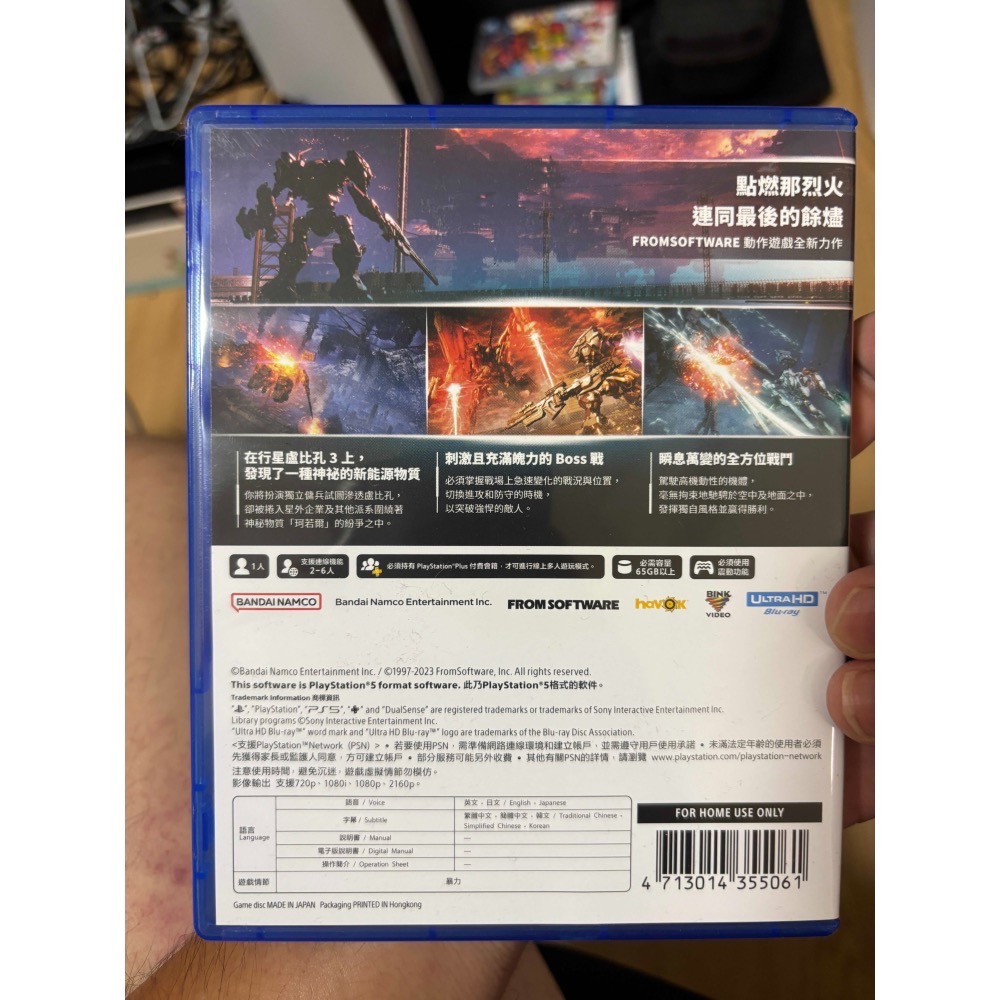 點燃那烈火
連同最後的餘燼
FROMSOFTWARE 動作遊戲全新力作
在行星盧比孔 3 上，
發現了一種神祕的新能源物質
你將扮演獨立傭兵試圖滲透盧比孔，
卻被捲入星外企業及其他派系圍繞著
神秘物質「珂若爾」的紛爭之中。
刺激且充滿魄力的 Boss 戰
必須掌握戰場上急速變化的戰況與位置，
切換進攻和防守的時機，
以突破強悍的敵人。
瞬息萬變的全方位戰鬥
駕駛高機動性的機體，
毫無拘束地馳騁於空中及地面之中，
發揮獨自風格並贏得勝利。
1人
支援連線機能
2-6人
必須持有 PlayStation®Plus 付費會籍，才可進行線上多人遊玩模式。
必需容量
65GB以上
必須使用
震動功能
BANDAI NAMCO Bandai Namco Entertainment Inc. FROMSOFTWARE havok BINK VIDEO ULTRA HD Blu-ray™
©Bandai Namco Entertainment Inc. / ©1997-2023 FromSoftware, Inc. All rights reserved.
This software is PlayStation®5 format software. 此乃PlayStation®5格式的軟件。
Trademark Information 商標資訊
" ", "PlayStation", "PS5", " " and "DualSense" are registered trademarks or trademarks of Sony Interactive Entertainment Inc.
Library programs ©Sony Interactive Entertainment Inc.
"Ultra HD Blu-ray™" word mark and "Ultra HD Blu-ray™" logo are trademarks of the Blu-ray Disc Association.
<支援PlayStation™Network (PSN) > • 若要使用PSN，需準備網路連線環境和建立帳戶，並需遵守用戶使用承諾 • 未滿法定年齡的使用者必須
先獲得家長或監護人同意，方可建立帳戶 • 部分服務可能另外收費 • 其他有關PSN的詳情，請瀏覽 www.playstation.com/playstation-network
注意使用時間，避免沉迷，遊戲虛擬情節勿模仿。
影像輸出 支援720p、1080i、1080p、2160p。
語言
Language
語音 / Voice 英文、日文 / English、Japanese
字幕 / Subtitle 繁體中文、簡體中文、韓文 / Traditional Chinese、
Simplified Chinese、Korean
說明書 / Manual —
電子版說明書 / Digital Manual —
操作簡介 / Operation Sheet —
遊戲情節 暴力
FOR HOME USE ONLY
4 713014 355061
Game disc MADE IN JAPAN Packaging PRINTED IN Hongkong